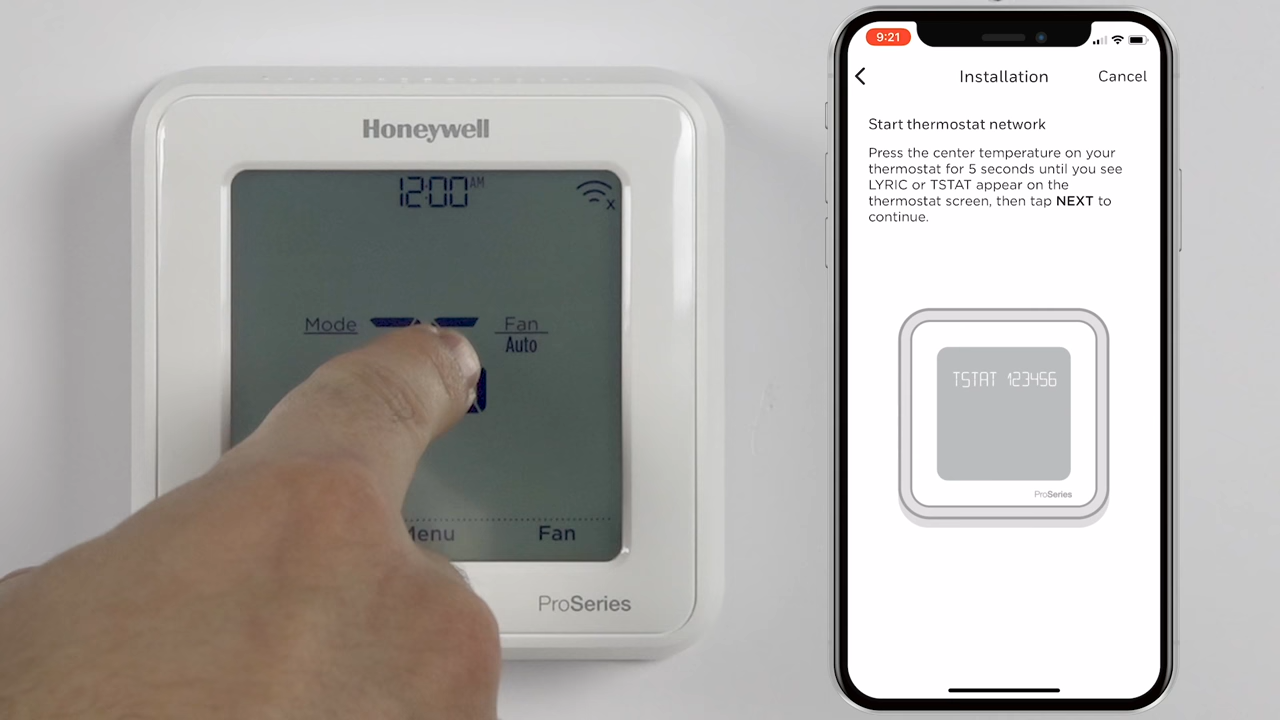 Honeywell
12:00 AM
x
Mode
Fan
Auto
Fan
ProSeries
9:21
Installation
Cancel
Start thermostat network
Press the center temperature on your
thermostat for 5 seconds until you see
LYRIC or TSTAT appear on the
thermostat screen, then tap NEXT to
continue.
TSTAT 123456
ProSeries